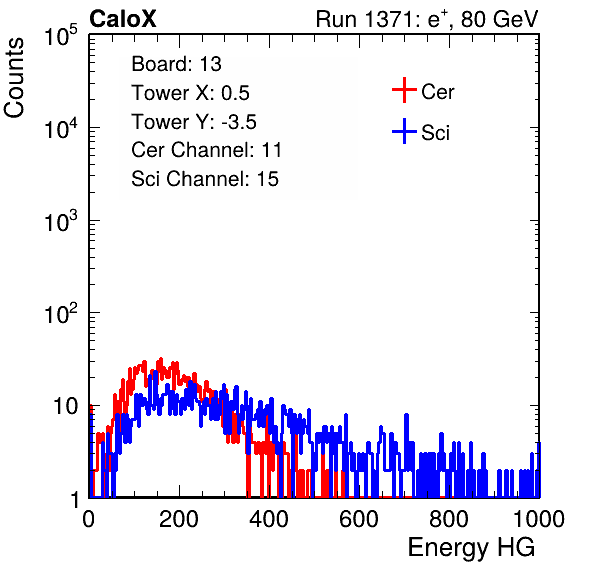 CaloX Run 1371: e⁺, 80 GeV
Counts
Board: 13
Tower X: 0.5
Tower Y: -3.5
Cer Channel: 11
Sci Channel: 15
Cer
Sci
10⁵
10⁴
10³
10²
10
1
0 200 400 600 800 1000
Energy HG